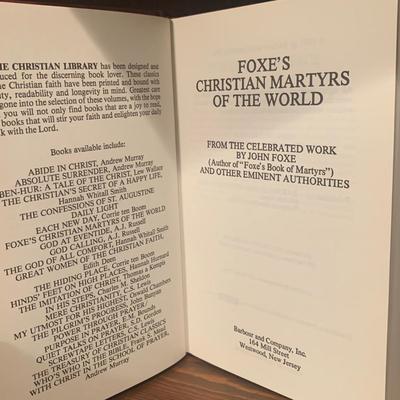 THE CHRISTIAN LIBRARY has been designed and
duced for the discerning book lover. These classics
the Christian faith have been printed and bound with
uty, readability and longevity in mind. Greatest care
gone into the selection of these volumes, with the hope
you will not only find books that are a joy to read,
books that will stir your faith and enlighten your daily
k with the Lord.
Books available include:
ABIDE IN CHRIST, Andrew Murray
ABSOLUTE SURRENDER, Andrew Murray
BEN-HUR: A TALE OF THE CHRIST, Lew Wallace
THE CHRISTIAN'S SECRET OF A HAPPY LIFE,
Hannah Whitall Smith
THE CONFESSIONS OF ST. AUGUSTINE
DAILY LIGHT
EACH NEW DAY, Corrie ten Boom
FOXE'S CHRISTIAN MARTYRS OF THE WORLD
GOD AT EVENTIDE, A.J. Russell
GOD CALLING, A.J. Russell
THE GOD OF ALL COMFORT, Hannah Whitall Smith
GREAT WOMEN OF THE CHRISTIAN FAITH,
Edith Deen
THE HIDING PLACE, Corrie ten Boom
HINDS' FEET ON HIGH PLACES, Hannah Hurnard
THE IMITATION OF CHRIST, Thomas a Kempis
IN HIS STEPS, Charles M. Sheldon
MERE CHRISTIANITY, C.S. Lewis
MY UTMOST FOR HIS HIGHEST, Oswald Chambers
THE PILGRIM'S PROGRESS, John Bunyan
POWER THROUGH PRAYER /
PURPOSE IN PRAYER, E.M. Bounds
QUIET TALKS ON PRAYER, S.D. Gordon
SCREWTAPE LETTERS, C.S. Lewis
THE TREASURY OF CHRISTIAN CLASSICS
WHO'S WHO IN THE BIBLE, Frank S. Mead
WITH CHRIST IN THE SCHOOL OF PRAYER,
Andrew Murray
FOXE'S
CHRISTIAN MARTYRS
OF THE WORLD
FROM THE CELEBRATED WORK
BY JOHN FOXE
(Author of "Foxe's Book of Martyrs")
AND OTHER EMINENT AUTHORITIES
Barbour and Company, Inc.
164 Mill Street
Westwood, New Jersey